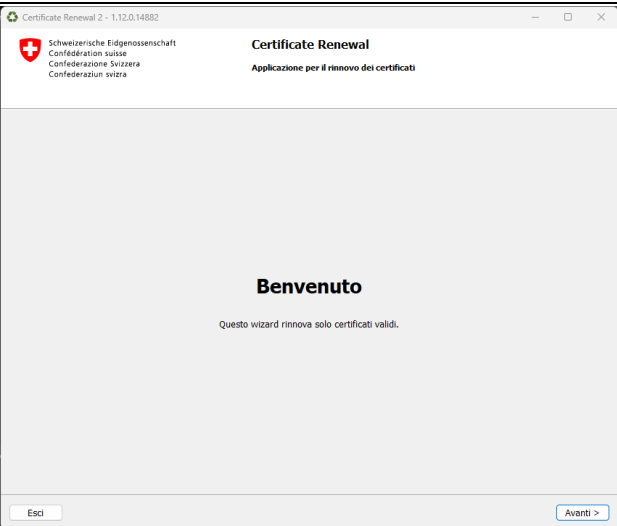 Certificate Renewal 2 - 1.12.0.14882
Schweizerische Eidgenossenschaft
Confédération suisse
Confederazione Svizzera
Confederaziun svizra
Certificate Renewal
Applicazione per il rinnovo dei certificati
Benvenuto
Questo wizard rinnova solo certificati validi.
Esci
Avanti >